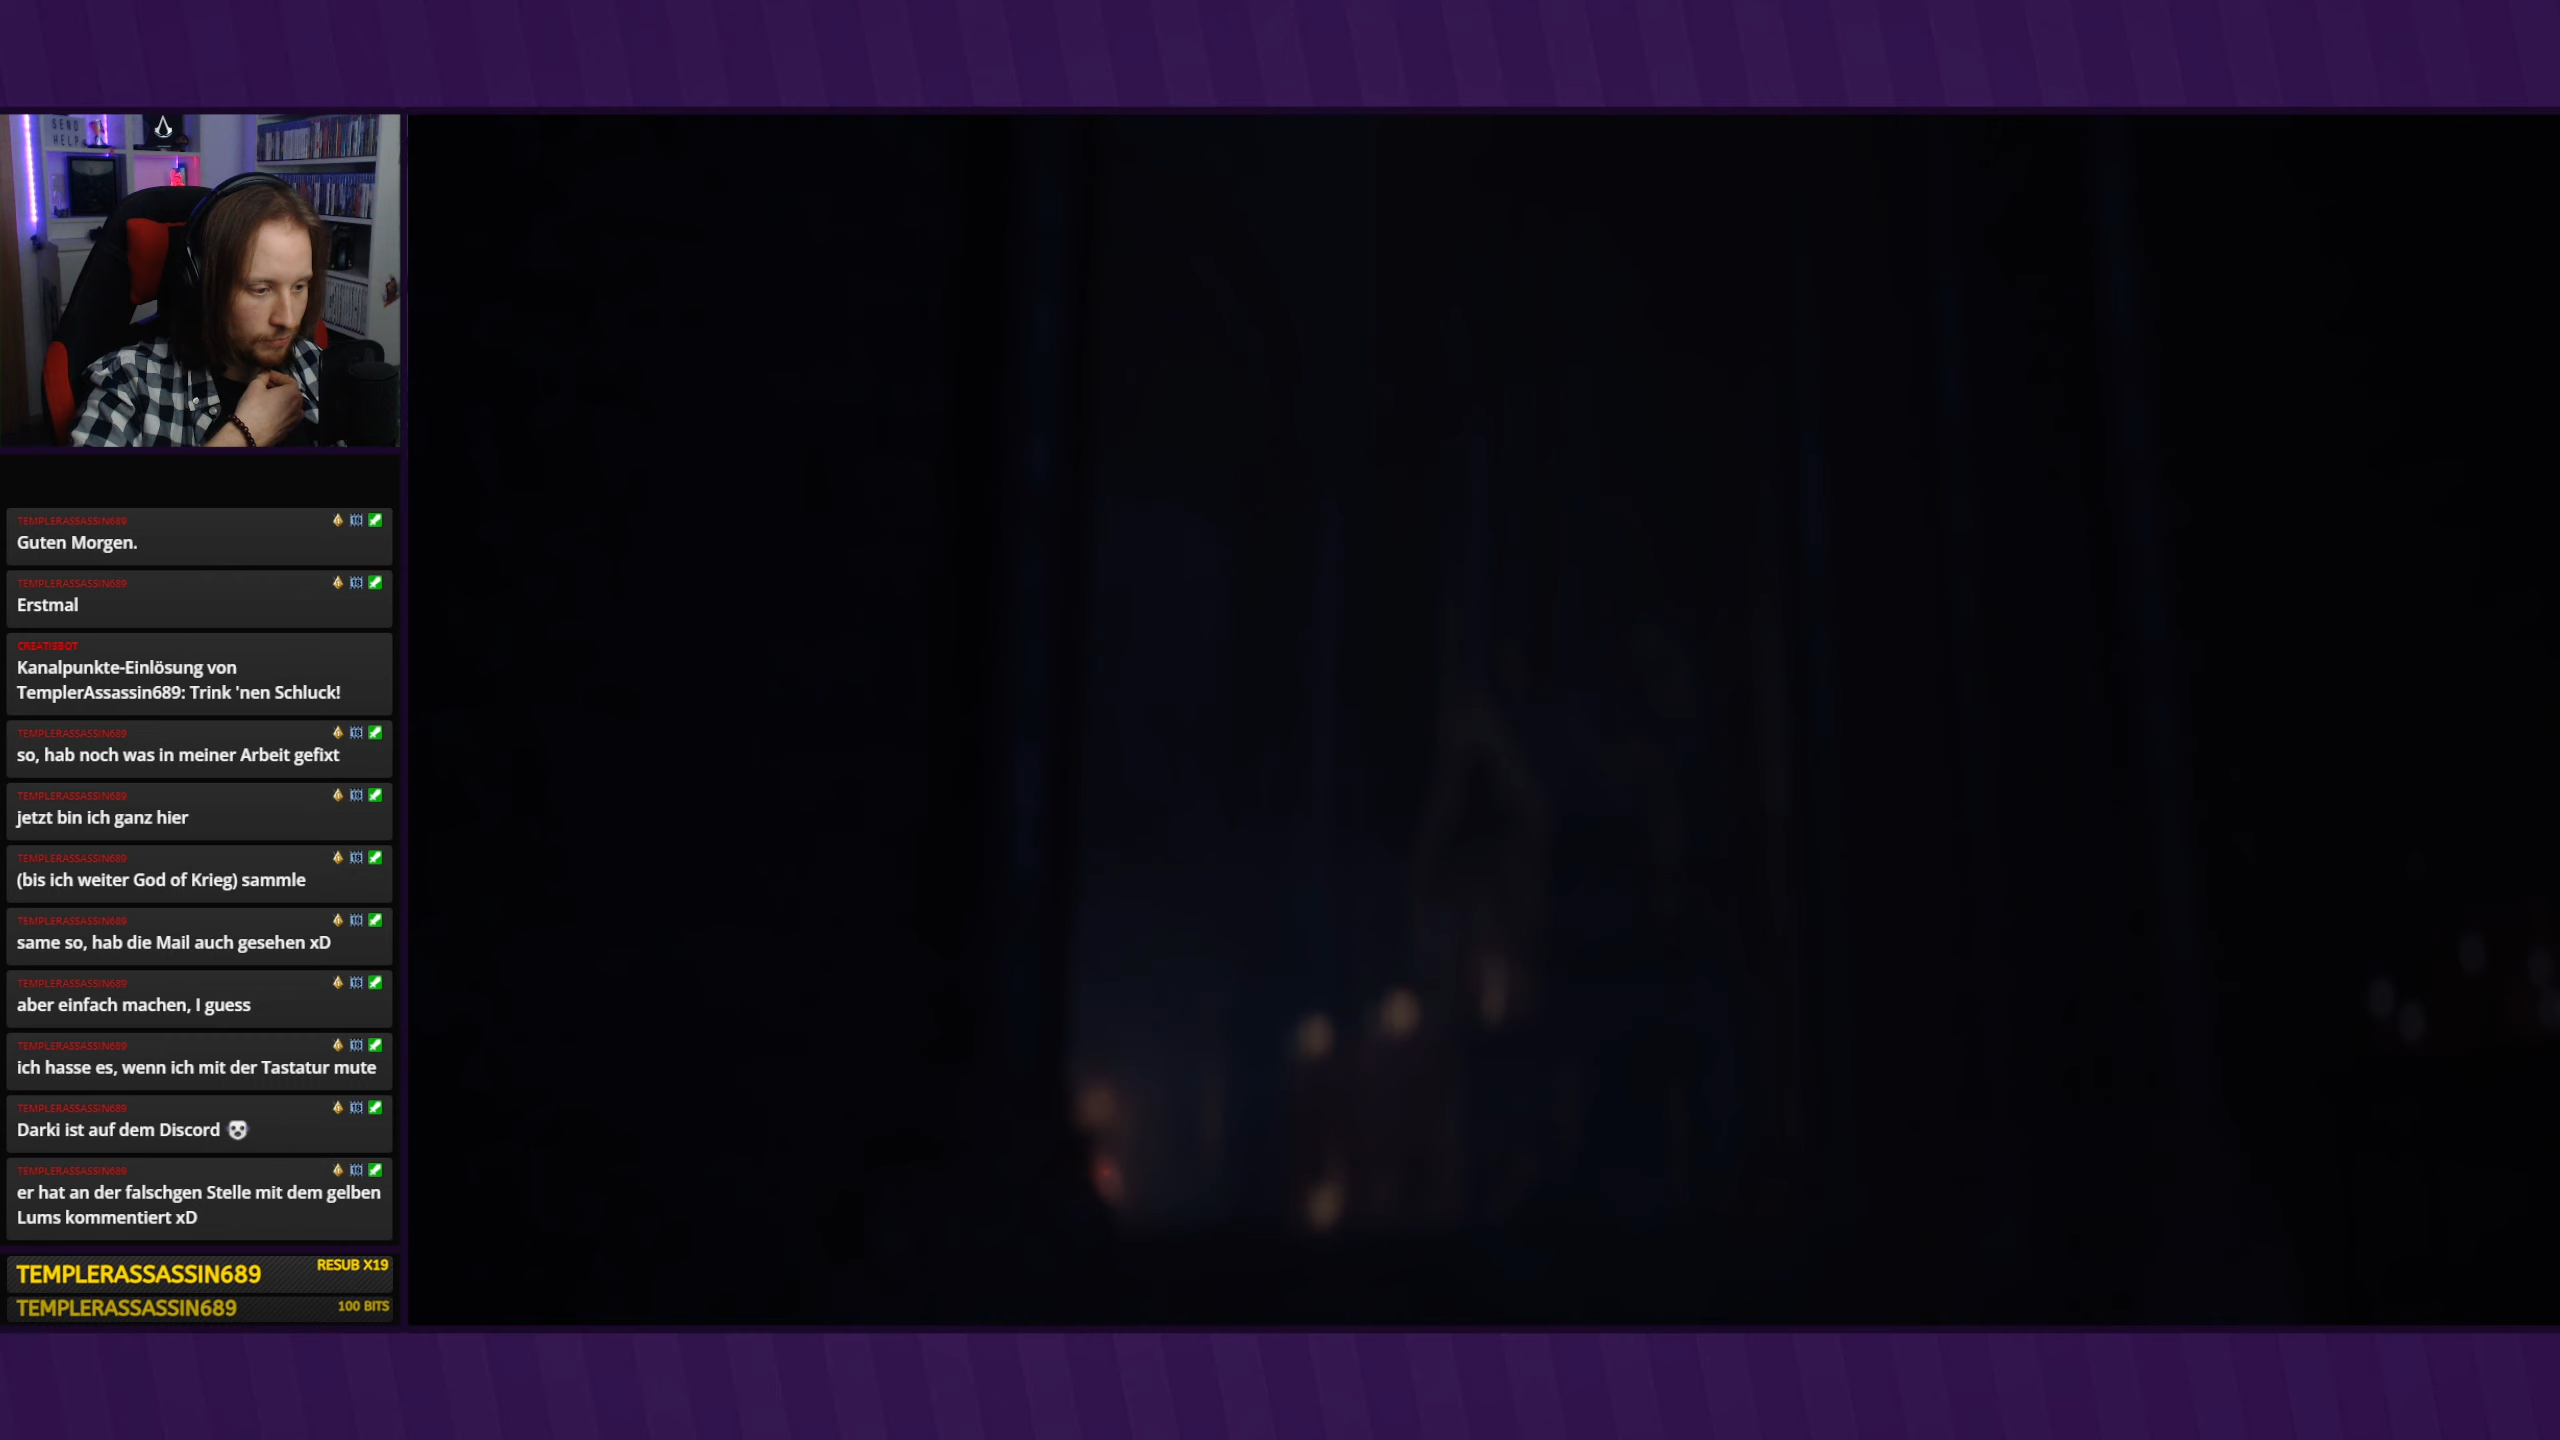 SEND
HELP
TEMPLERASSASSIN689
Guten Morgen.
TEMPLERASSASSIN689
Erstmal
CREATISBOT
Kanalpunkte-Einlösung von
TemplerAssassin689: Trink 'nen Schluck!
TEMPLERASSASSIN689
so, hab noch was in meiner Arbeit gefixt
TEMPLERASSASSIN689
jetzt bin ich ganz hier
TEMPLERASSASSIN689
(bis ich weiter God of Krieg) sammle
TEMPLERASSASSIN689
same so, hab die Mail auch gesehen xD
TEMPLERASSASSIN689
aber einfach machen, I guess
TEMPLERASSASSIN689
ich hasse es, wenn ich mit der Tastatur mute
TEMPLERASSASSIN689
Darki ist auf dem Discord
TEMPLERASSASSIN689
er hat an der falschgen Stelle mit dem gelben
Lums kommentiert xD
TEMPLERASSASSIN689 RESUB X19
TEMPLERASSASSIN689 100 BITS